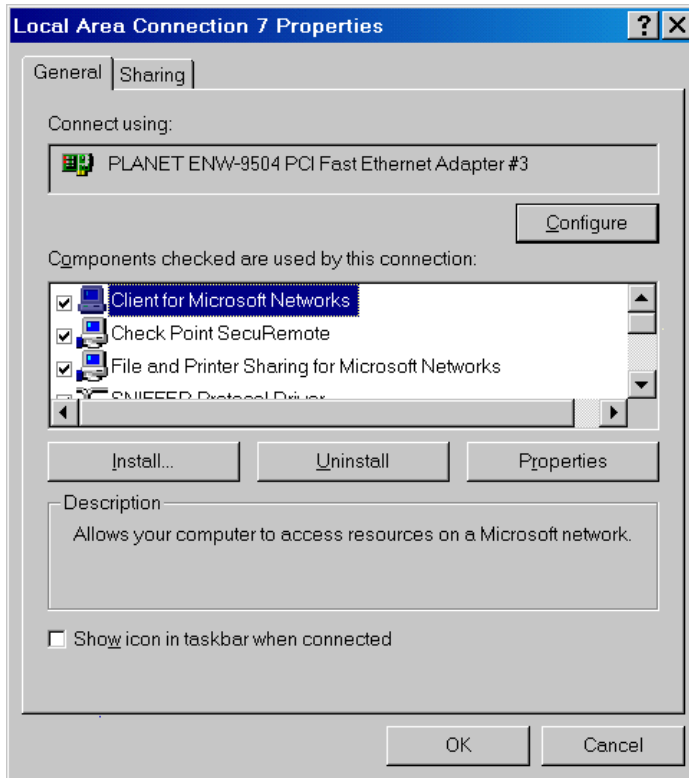 Local Area Connection 7 Properties
General
Sharing
Connect using:
PLANET ENW-9504 PCI Fast Ethernet Adapter #3
Configure
Components checked are used by this connection:
Client for Microsoft Networks
Check Point SecuRemote
File and Printer Sharing for Microsoft Networks
SNIFFER Protocol Driver
Install...
Uninstall
Properties
Description
Allows your computer to access resources on a Microsoft network.
Show icon in taskbar when connected
OK
Cancel